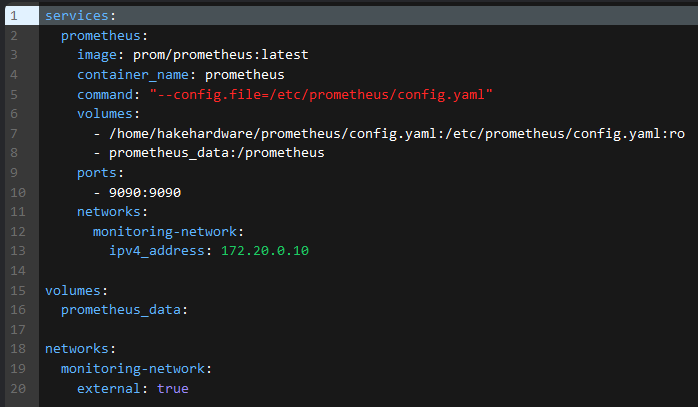 1 services:
2   prometheus:
3     image: prom/prometheus:latest
4     container_name: prometheus
5     command: "--config.file=/etc/prometheus/config.yaml"
6     volumes:
7       - /home/hakehardware/prometheus/config.yaml:/etc/prometheus/config.yaml:ro
8       - prometheus_data:/prometheus
9     ports:
10       - 9090:9090
11     networks:
12       monitoring-network:
13         ipv4_address: 172.20.0.10
14
15 volumes:
16   prometheus_data:
17
18 networks:
19   monitoring-network:
20     external: true